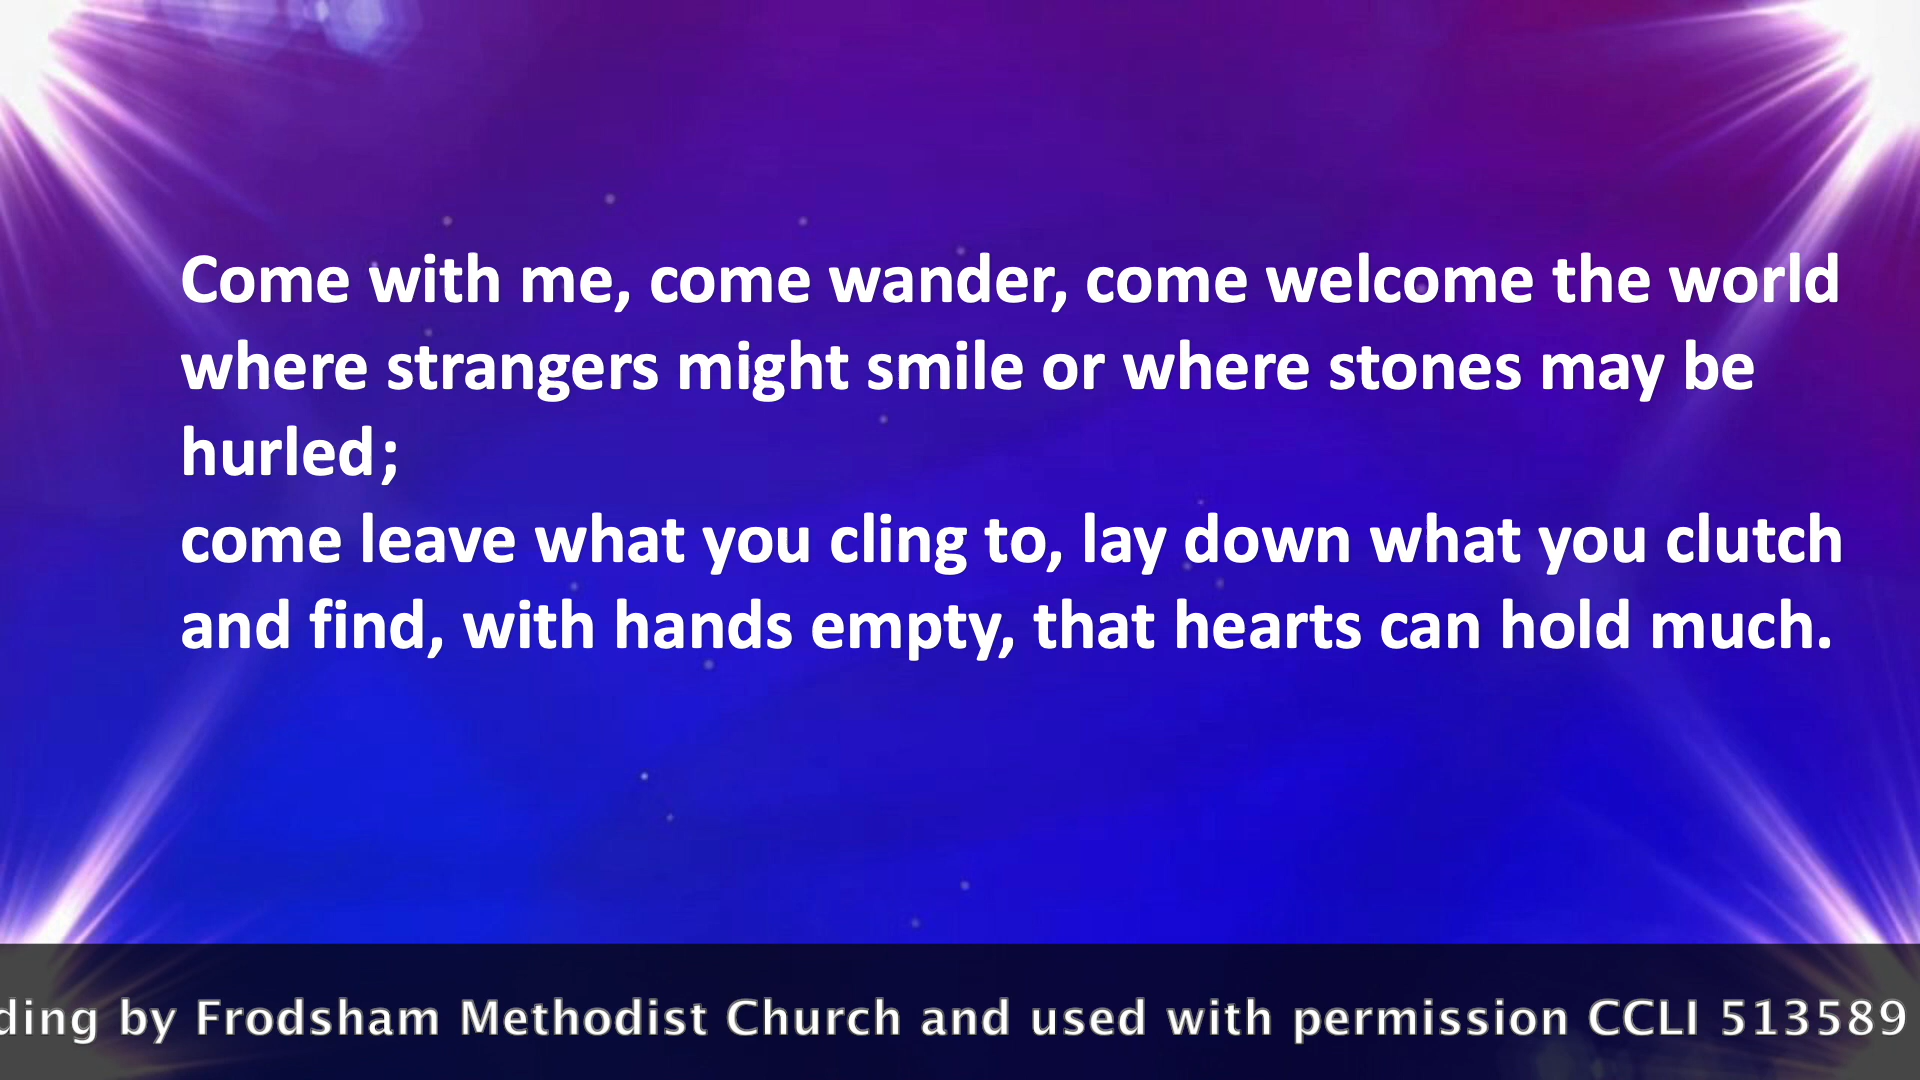 Come with me, come wander, come welcome the world
where strangers might smile or where stones may be
hurled;
come leave what you cling to, lay down what you clutch
and find, with hands empty, that hearts can hold much.
by Frodsham Methodist Church and used with permission CCLI 513589